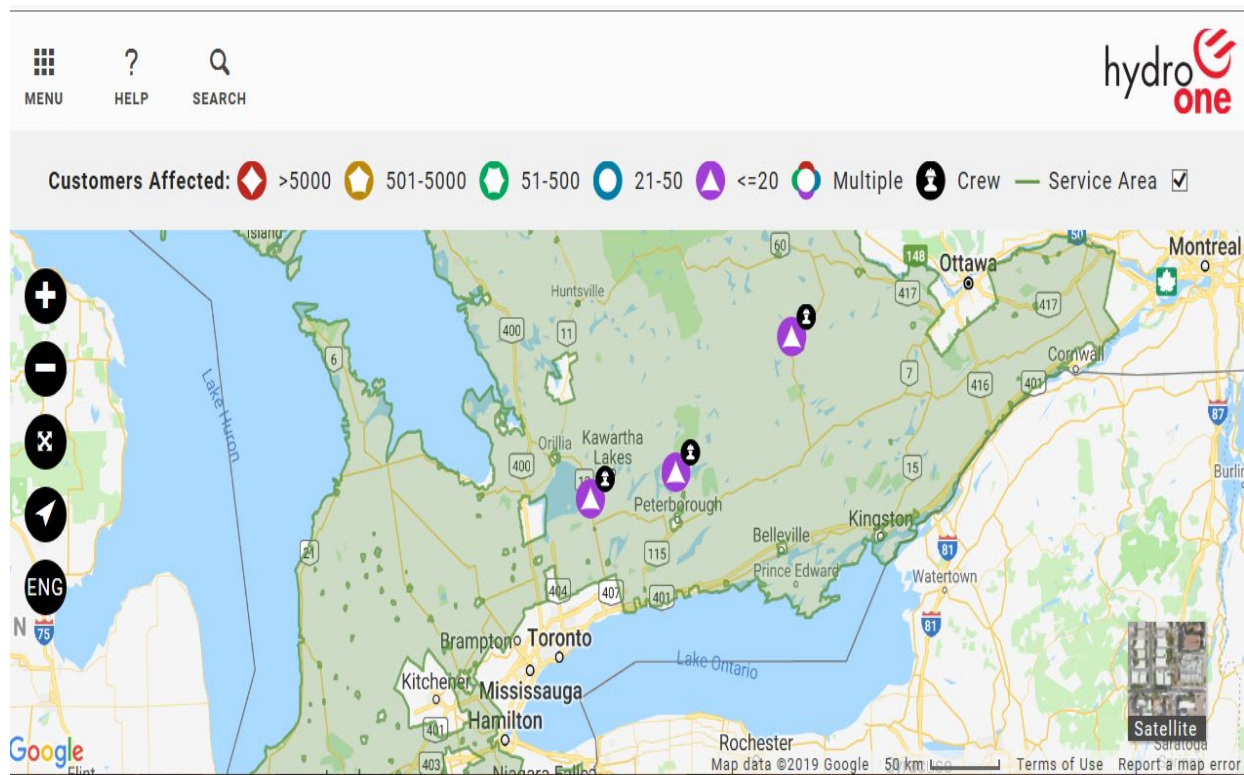 MENU
HELP
SEARCH
hydro
one
Customers Affected: >5000 501-5000 51-500 21-50 <=20 Multiple Crew Service Area
Island
60
50
148
Montreal
Ottawa
417
Huntsville
417
400
11
6
Cornwall
7
416
401
Lake Huron
87
Orillia
Kawartha
Lakes
400
15
Peterborough
Kingston
Belleville
21
115
81
Prince Edward
Watertown
ENG
404
407
401
N
75
81
Brampton
Toronto
Lake Ontario
Kitchener
Mississauga
401
Hamilton
Satellite
Google
Rochester
403
Map data ©2019 Google
50 km
Terms of Use
Report a map error